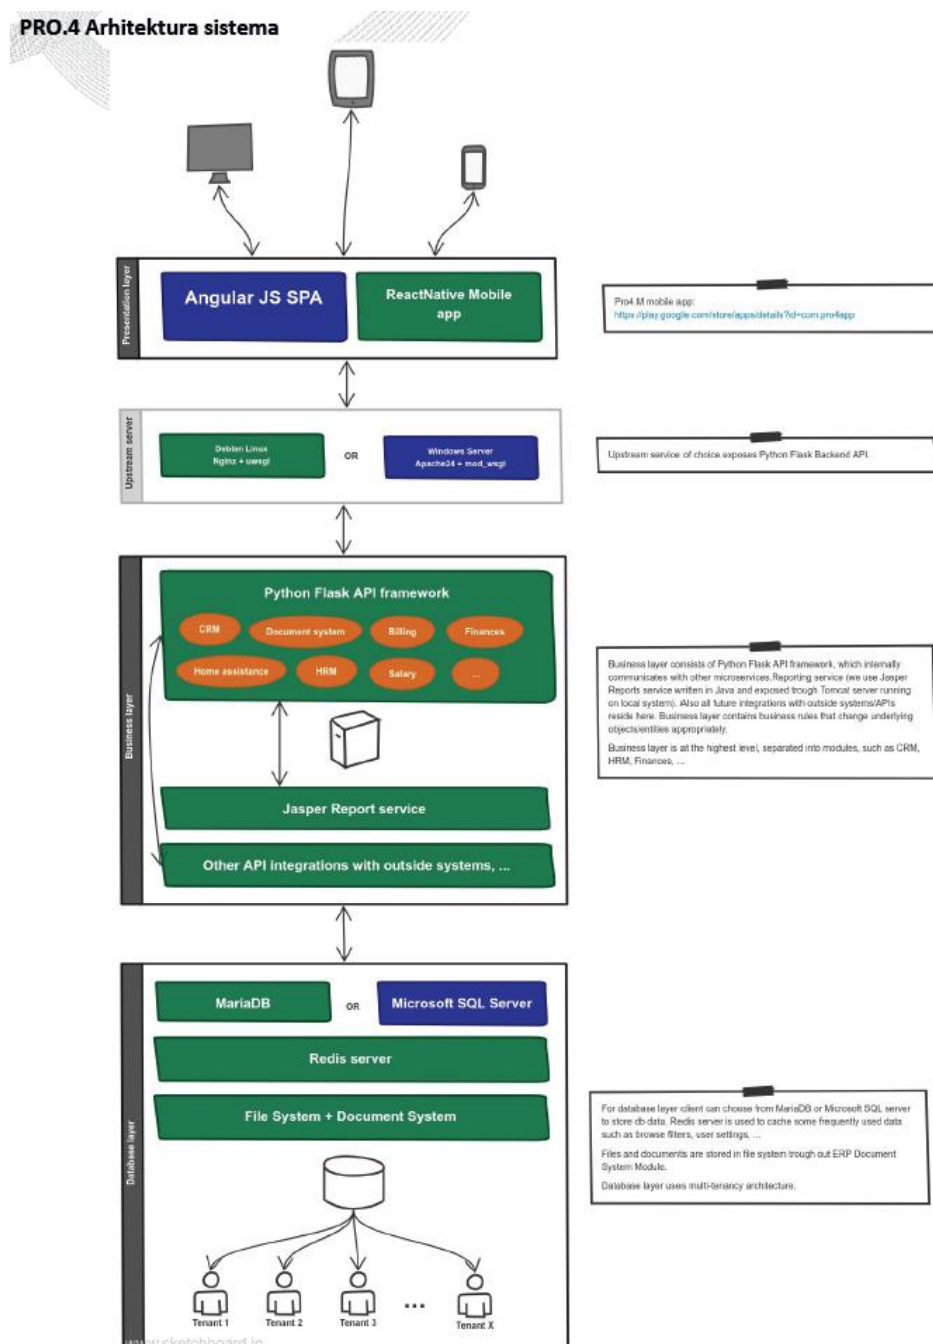 PRO.4 Arhitektura sistema
Presentation layer
Angular JS SPA
ReactNative Mobile
app
Pro4.M mobile app:
https://play.google.com/store/apps/details?id=com.pro4app
Upstream server
Debian Linux
Nginx + uwsgi
OR
Windows Server
Apache24 + mod_wsgi
Upstream service of choice exposes Python Flask Backend API.
Business layer
Python Flask API framework
CRM
Document system
Billing
Finances
Home assistance
HRM
Salary
...
Jasper Report service
Other API integrations with outside systems, ...
Business layer consists of Python Flask API framework, which internally
communicates with other microservices.Reporting service (we use Jasper
Reports service written in Java and exposed trough Tomcat server running
on local system). Also all future integrations with outside systems/APIs
reside here. Business layer contains business rules that change underlying
objects/entities appropriately.
Business layer is at the highest level, separated into modules, such as CRM,
HRM, Finances, ...
Database layer
MariaDB
OR
Microsoft SQL Server
Redis server
File System + Document System
For database layer client can choose from MariaDB or Microsoft SQL server
to store db data. Redis server is used to cache some frequently used data
such as browse filters, user settings, ...
Files and documents are stored in file system trough out ERP Document
System Module.
Database layer uses multi-tenancy architecture.
Tenant 1
Tenant 2
Tenant 3
...
Tenant X
www.sketchboard.io